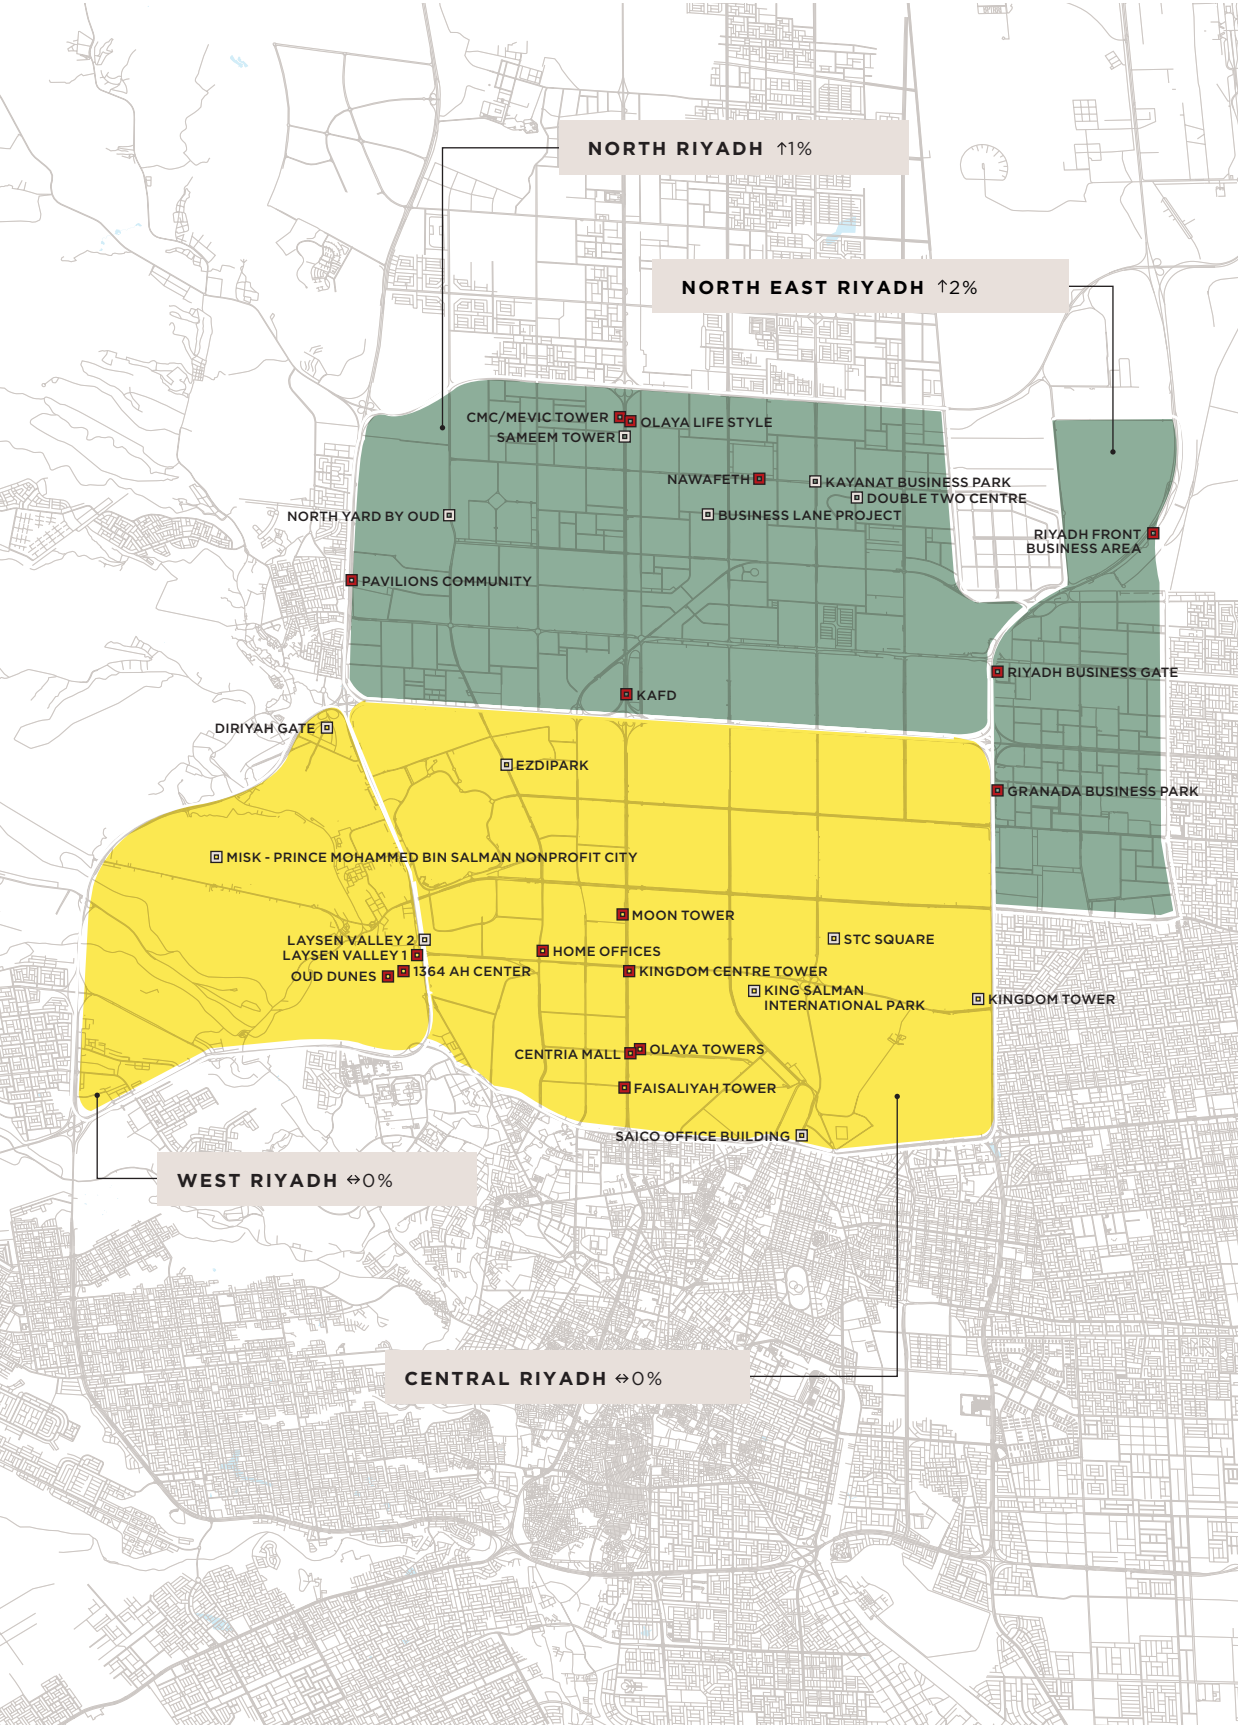 NORTH RIYADH ↑1%
NORTH EAST RIYADH ↑2%
CMC/MEVIC TOWER
OLAYA LIFE STYLE
SAMEEM TOWER
NAWAFETH
KAYANAT BUSINESS PARK
DOUBLE TWO CENTRE
NORTH YARD BY OUD
BUSINESS LANE PROJECT
RIYADH FRONT
BUSINESS AREA
PAVILIONS COMMUNITY
RIYADH BUSINESS GATE
KAFD
DIRIYAH GATE
EZDIPARK
GRANADA BUSINESS PARK
MISK - PRINCE MOHAMMED BIN SALMAN NONPROFIT CITY
MOON TOWER
LAYSEN VALLEY 2
STC SQUARE
LAYSEN VALLEY 1
HOME OFFICES
OUD DUNES
1364 AH CENTER
KINGDOM CENTRE TOWER
KING SALMAN
INTERNATIONAL PARK
KINGDOM TOWER
CENTRIA MALL
OLAYA TOWERS
FAISALIYAH TOWER
SAICO OFFICE BUILDING
WEST RIYADH ↔0%
CENTRAL RIYADH ↔0%